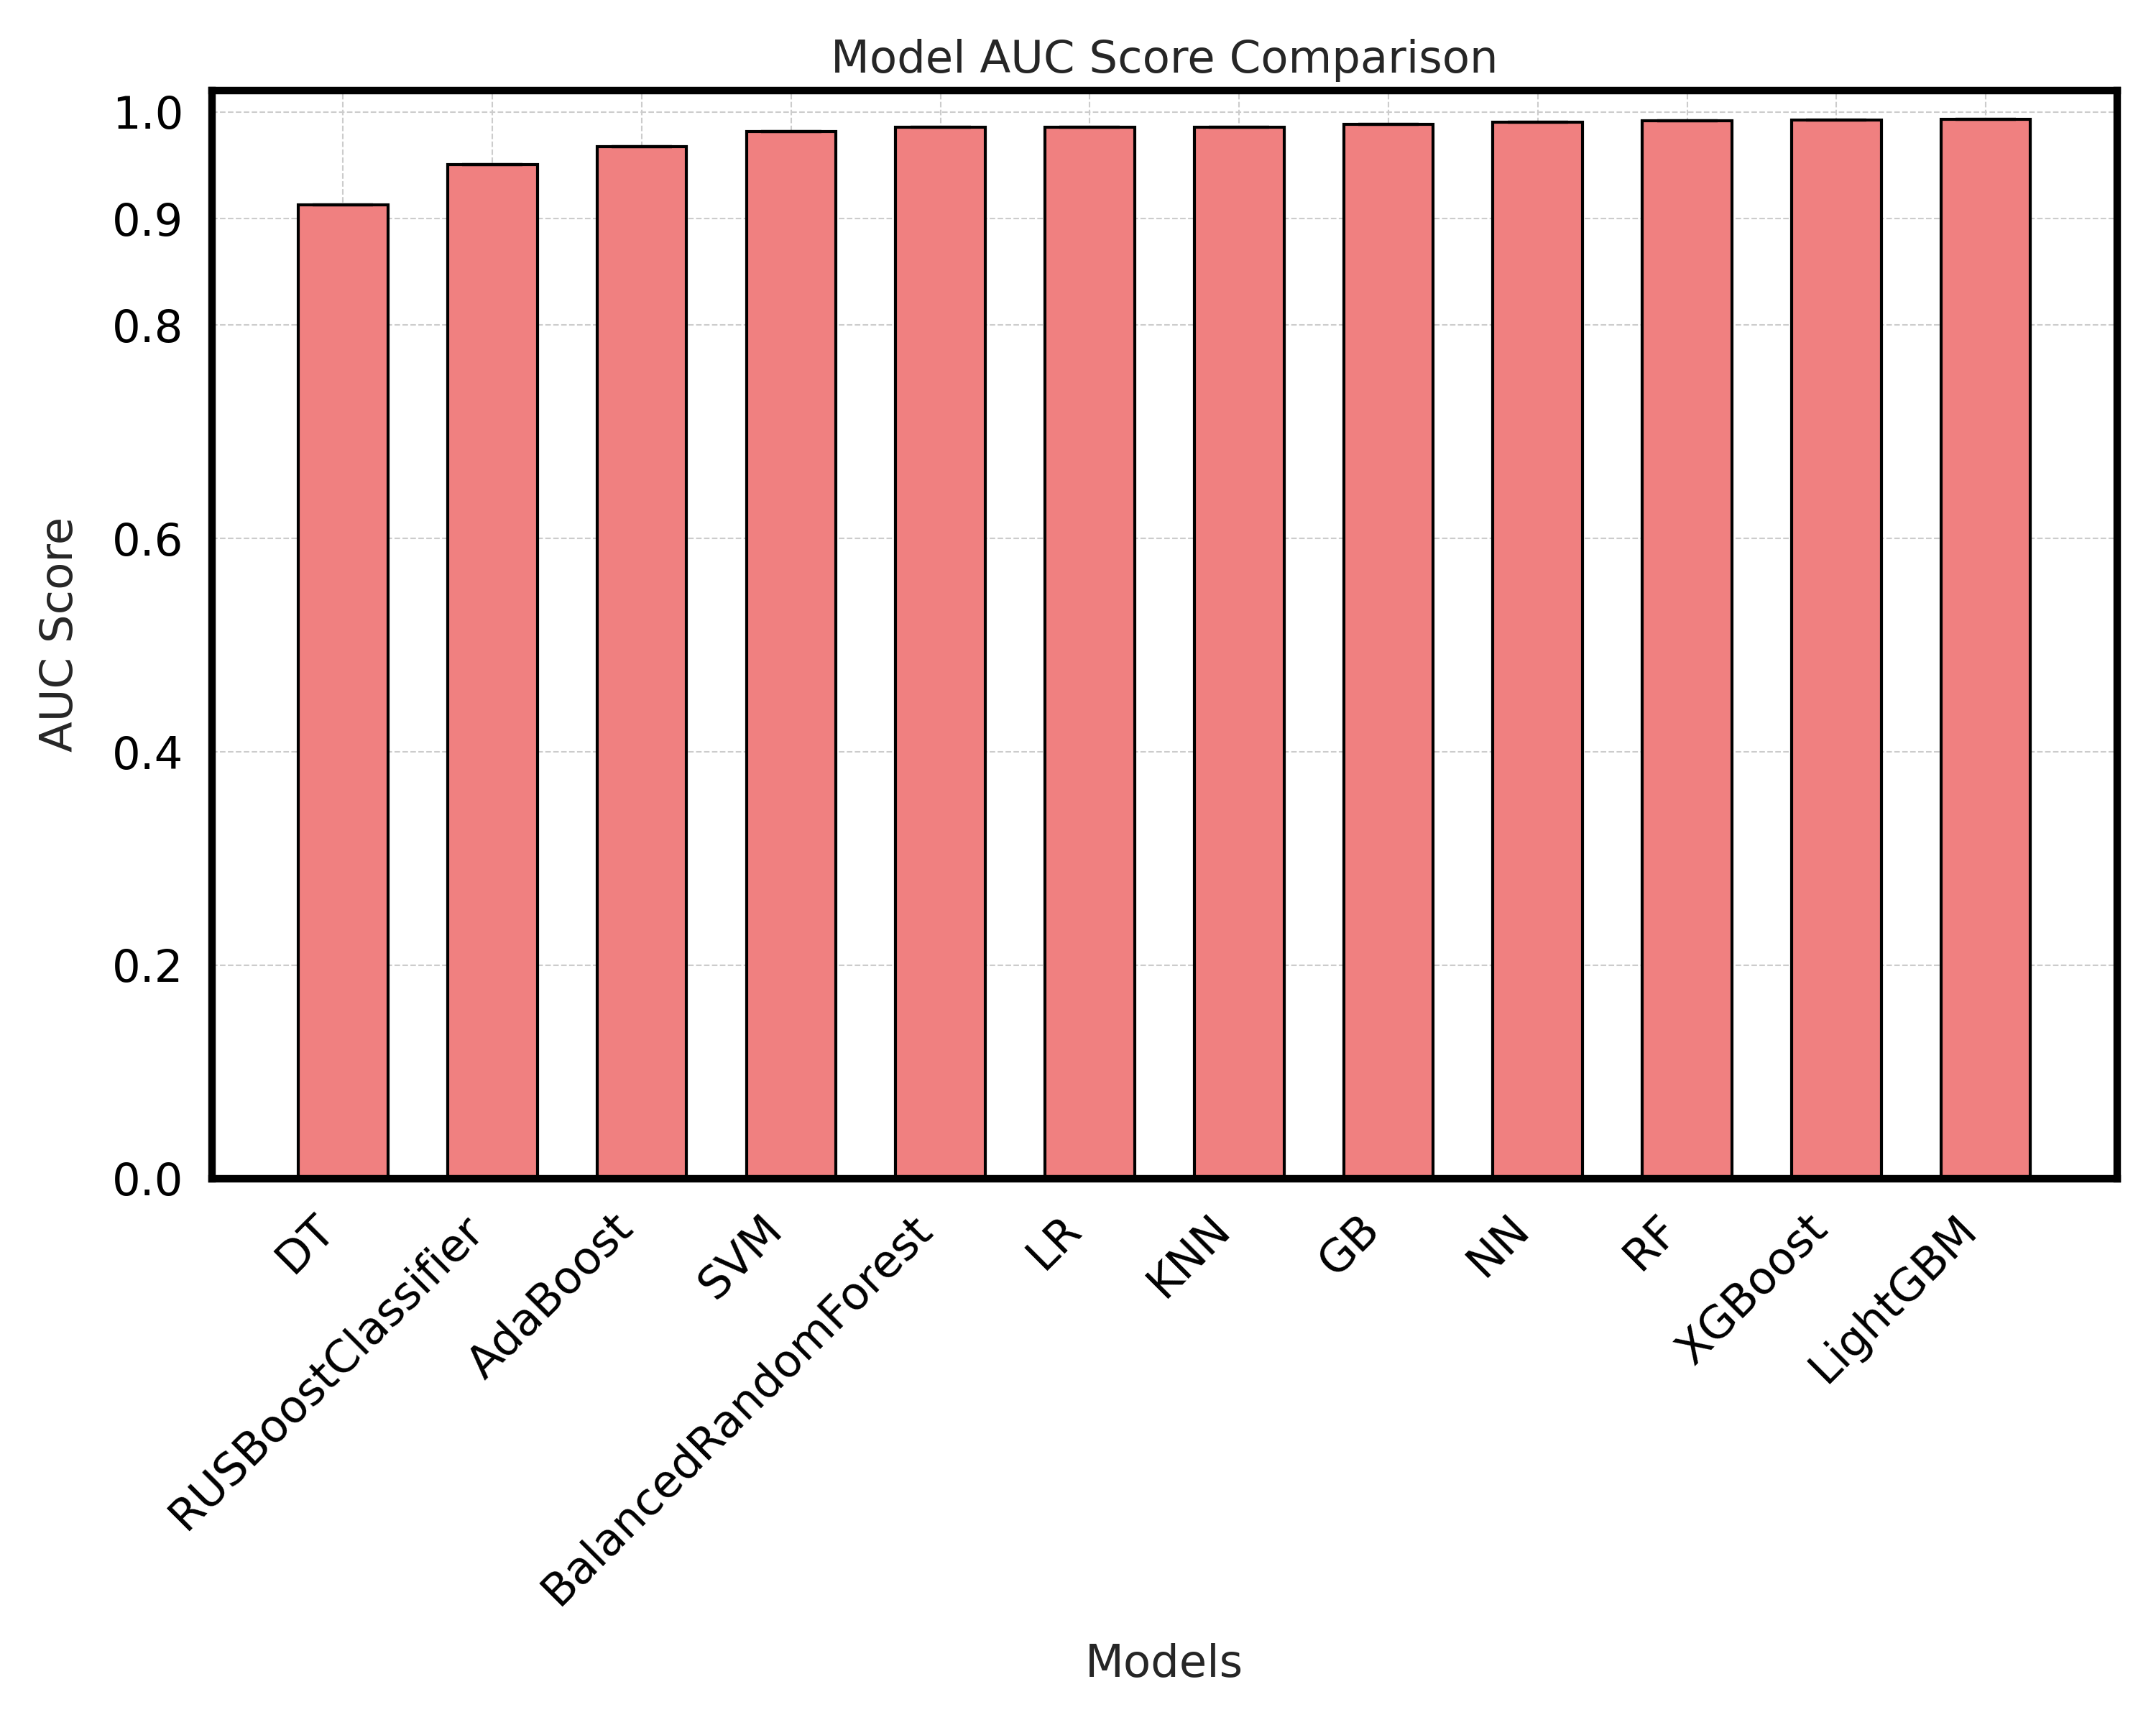 Model AUC Score Comparison
1.0
0.9
0.8
0.6
0.4
0.2
0.0
AUC Score
DT
RUSBoostClassifier
AdaBoost
SVM
BalancedRandomForest
LR
KNN
GB
NN
RF
XGBoost
LightGBM
Models